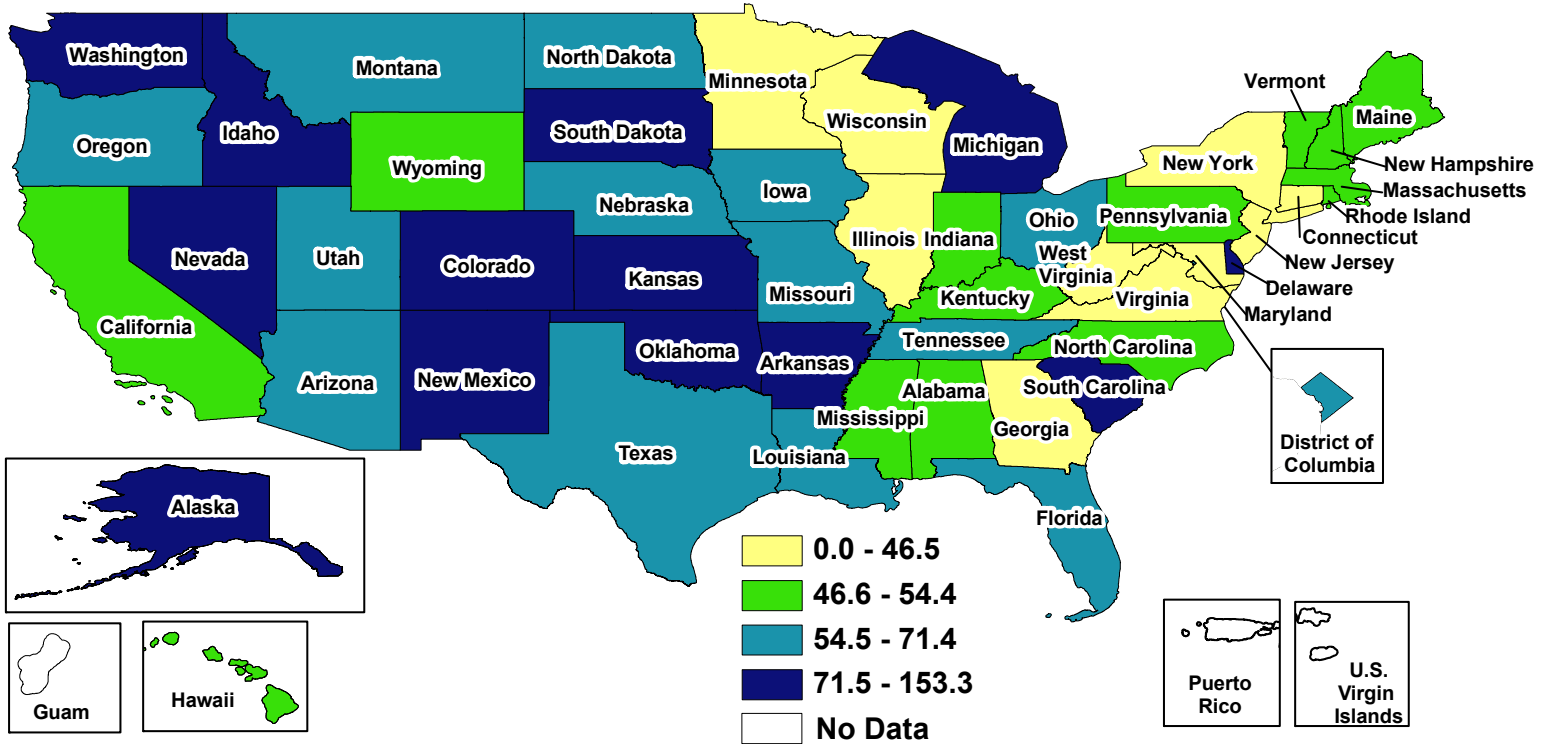 Washington
Montana
North Dakota
Minnesota
Vermont
Maine
Oregon
Idaho
South Dakota
Wisconsin
Michigan
New York
New Hampshire
Wyoming
Massachusetts
Nebraska
Iowa
Ohio
Pennsylvania
Rhode Island
Nevada
Utah
Colorado
Illinois
Indiana
West
Virginia
Connecticut
New Jersey
Kansas
Missouri
Kentucky
Virginia
Delaware
Maryland
California
Oklahoma
Arkansas
Tennessee
North Carolina
Arizona
New Mexico
South Carolina
Alabama
Mississippi
Georgia
Texas
Louisiana
District of
Columbia
Florida
Alaska
Guam
Hawaii
0.0 - 46.5
46.6 - 54.4
54.5 - 71.4
71.5 - 153.3
No Data
Puerto
Rico
U.S.
Virgin
Islands